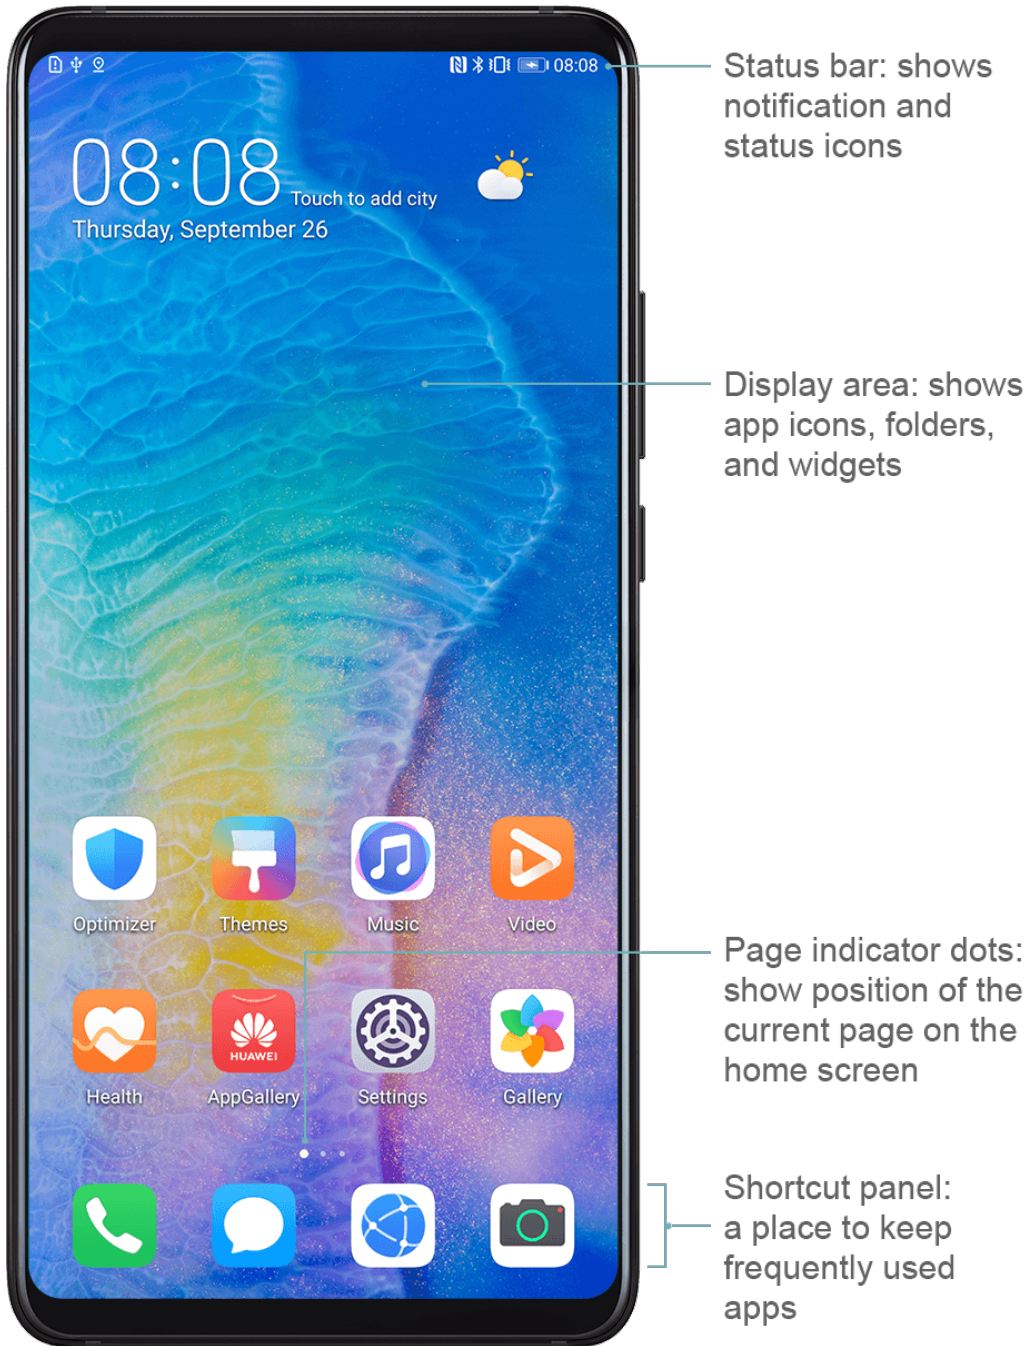 08:08
Status bar: shows
notification and
status icons
08:08
Touch to add city
Thursday, September 26
Display area: shows
app icons, folders,
and widgets
Optimizer
Themes
Music
Video
Page indicator dots:
show position of the
current page on the
home screen
HUAWEI
Health
AppGallery
Settings
Gallery
Shortcut panel:
a place to keep
frequently used
apps